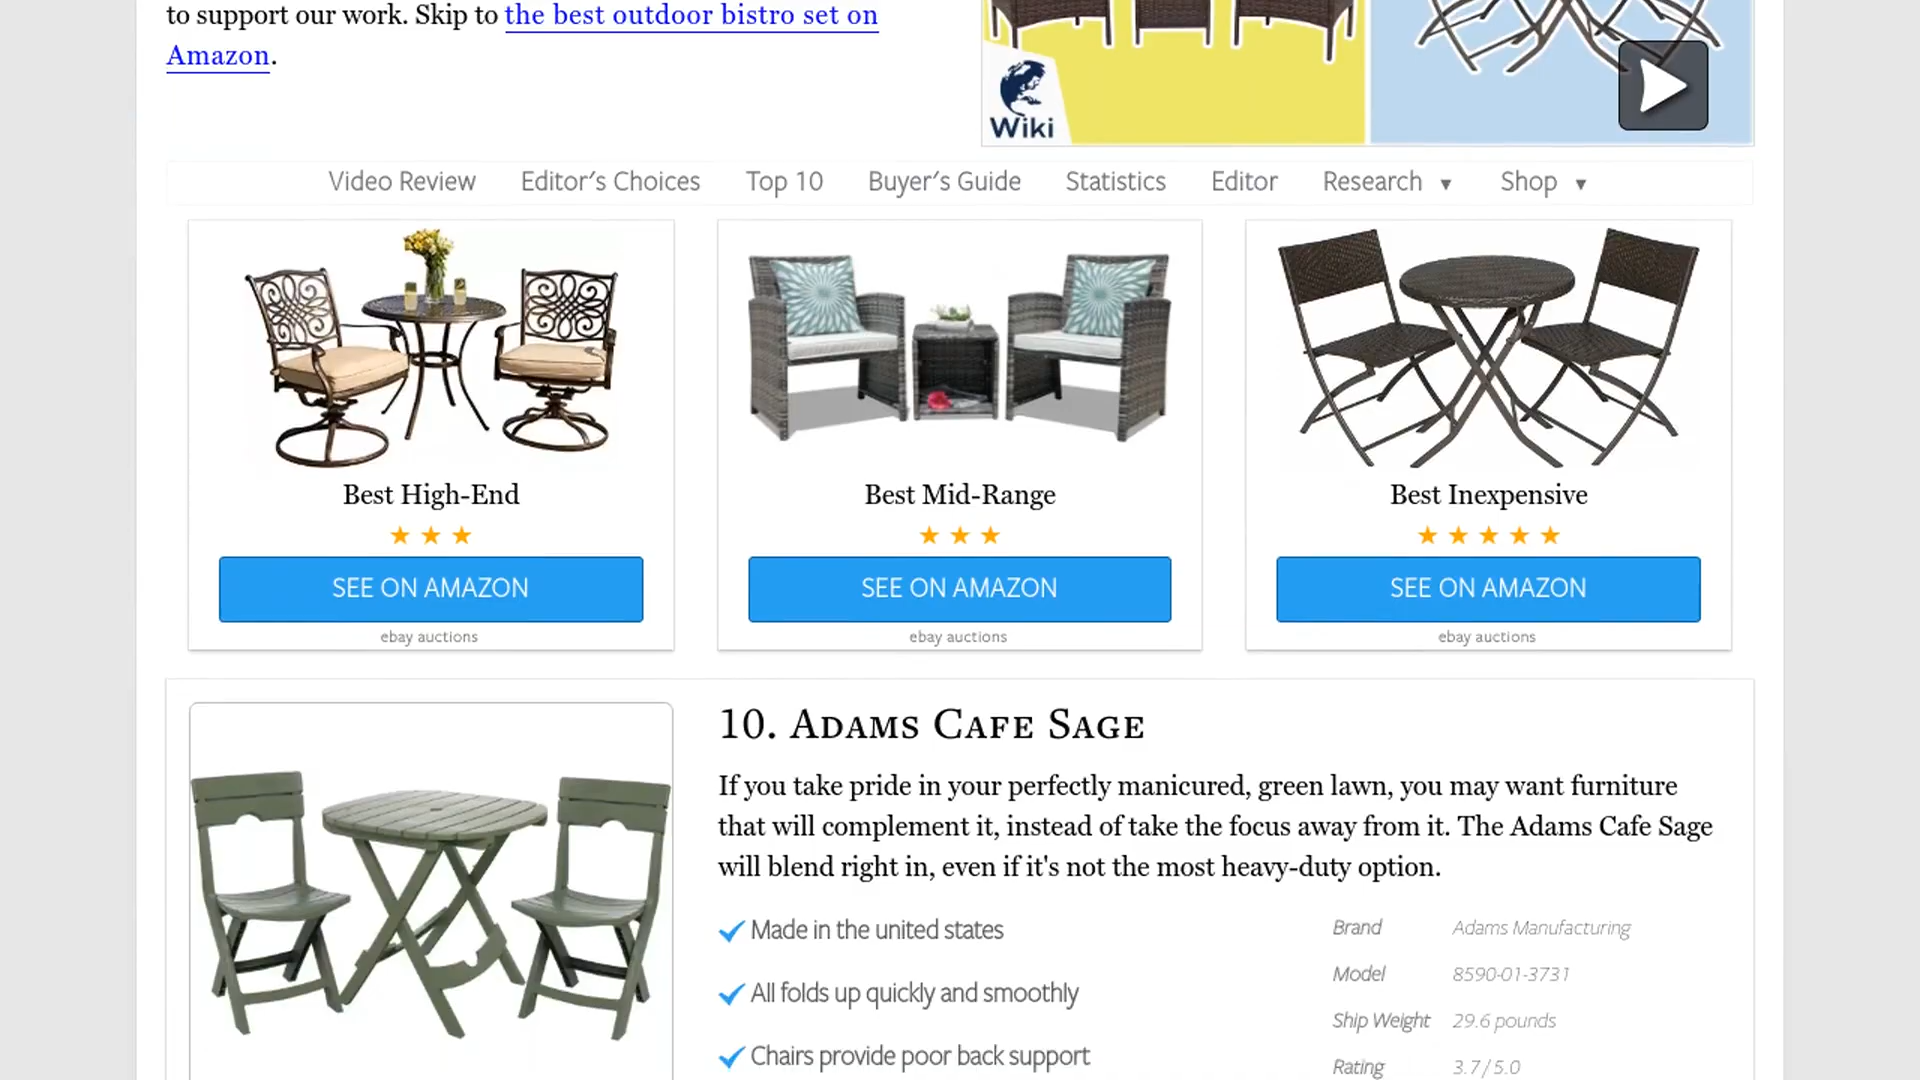 to support our work. Skip to the best outdoor bistro set on
Amazon.
Wiki
Video Review Editor's Choices Top 10 Buyer's Guide Statistics Editor Research ▼ Shop ▼
Best High-End
★ ★ ★
SEE ON AMAZON
ebay auctions
Best Mid-Range
★ ★ ★
SEE ON AMAZON
ebay auctions
Best Inexpensive
★ ★ ★ ★ ★
SEE ON AMAZON
ebay auctions
10. Adams Cafe Sage
If you take pride in your perfectly manicured, green lawn, you may want furniture
that will complement it, instead of take the focus away from it. The Adams Cafe Sage
will blend right in, even if it's not the most heavy-duty option.
Made in the united states
All folds up quickly and smoothly
Chairs provide poor back support
Brand Adams Manufacturing
Model 8590-01-3731
Ship Weight 29.6 pounds
Rating 3.7/5.0